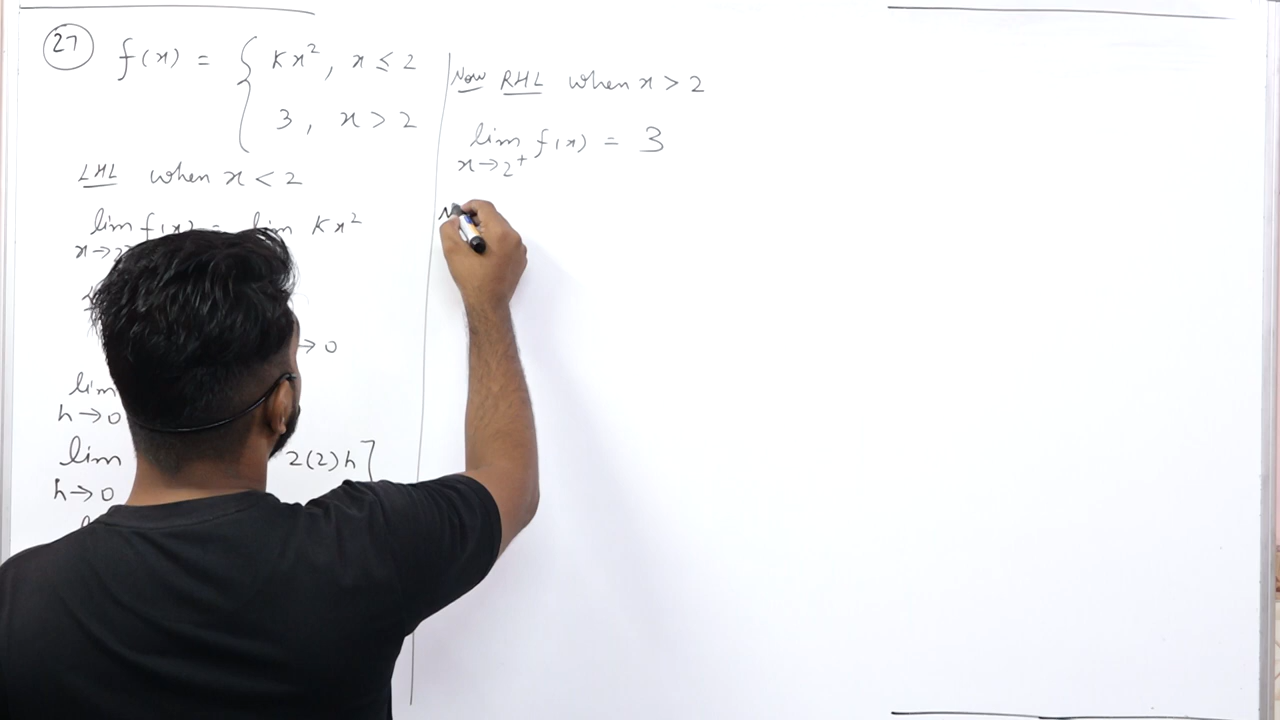 27 f(x) = { kx², x ≤ 2
3, x > 2
LHL when x < 2
lim f(x) = lim kx²
x→2
→ 0
lim
h→0
lim 2(2)h]
h→0
Now RHL when x > 2
lim f(x) = 3
x→2⁺